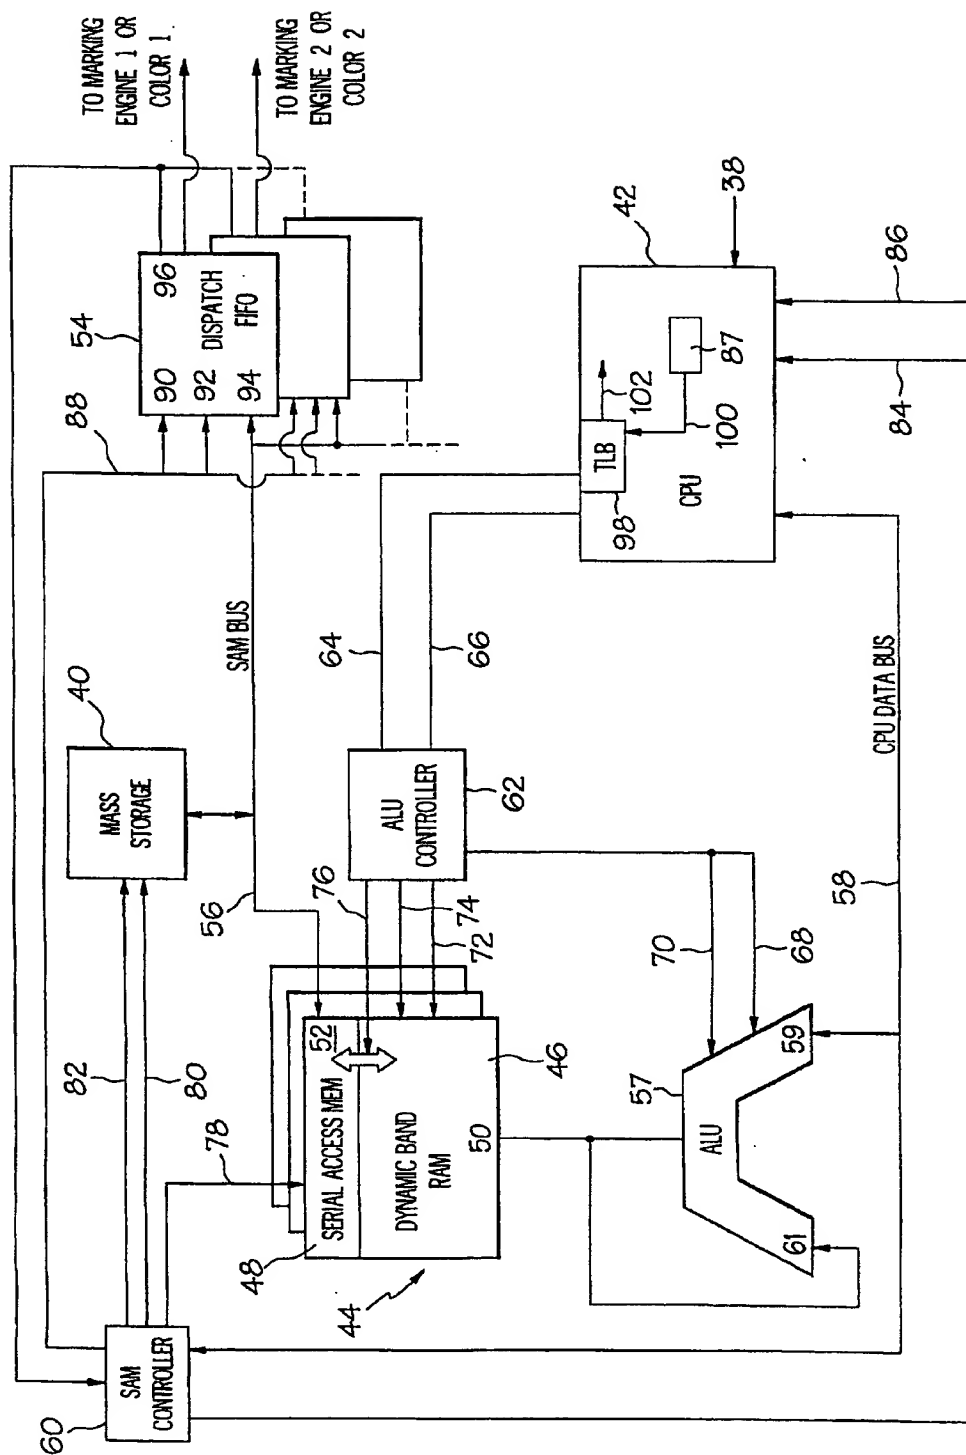 60
SAM
CONTROLLER
82
80
78
40
MASS
STORAGE
88
54
90
92
94
96
DISPATCH
FIFO
TO MARKING
ENGINE 1 OR
COLOR 1
TO MARKING
ENGINE 2 OR
COLOR 2
56
SAM BUS
44
48
SERIAL ACCESS MEM
52
DYNAMIC BAND
RAM
50
46
76
74
72
ALU
CONTROLLER
62
64
66
42
38
98
TLB
102
100
87
CPU
57
ALU
61
59
70
68
58
CPU DATA BUS
84
86